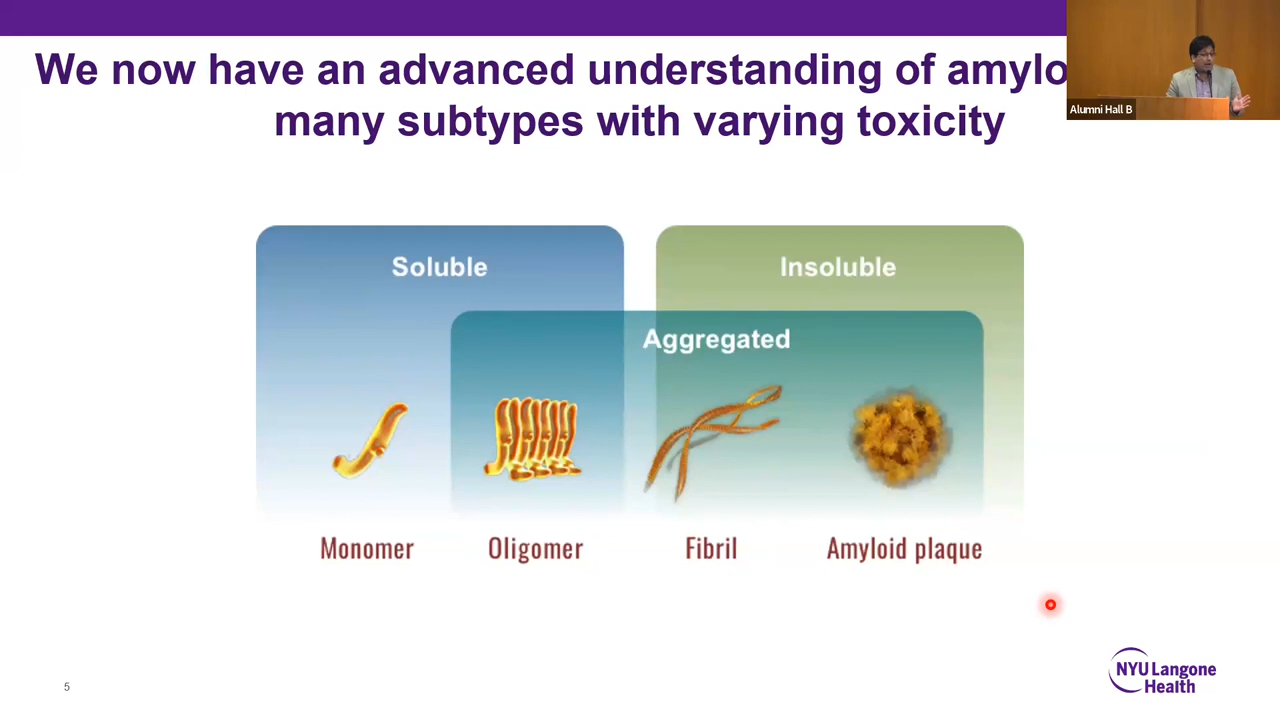 We now have an advanced understanding of
many subtypes with varying toxicity
Alumni Hall B
Soluble
Insoluble
Aggregated
Monomer
Oligomer
Fibril
Amyloid plaque
5
NYU Langone
Health